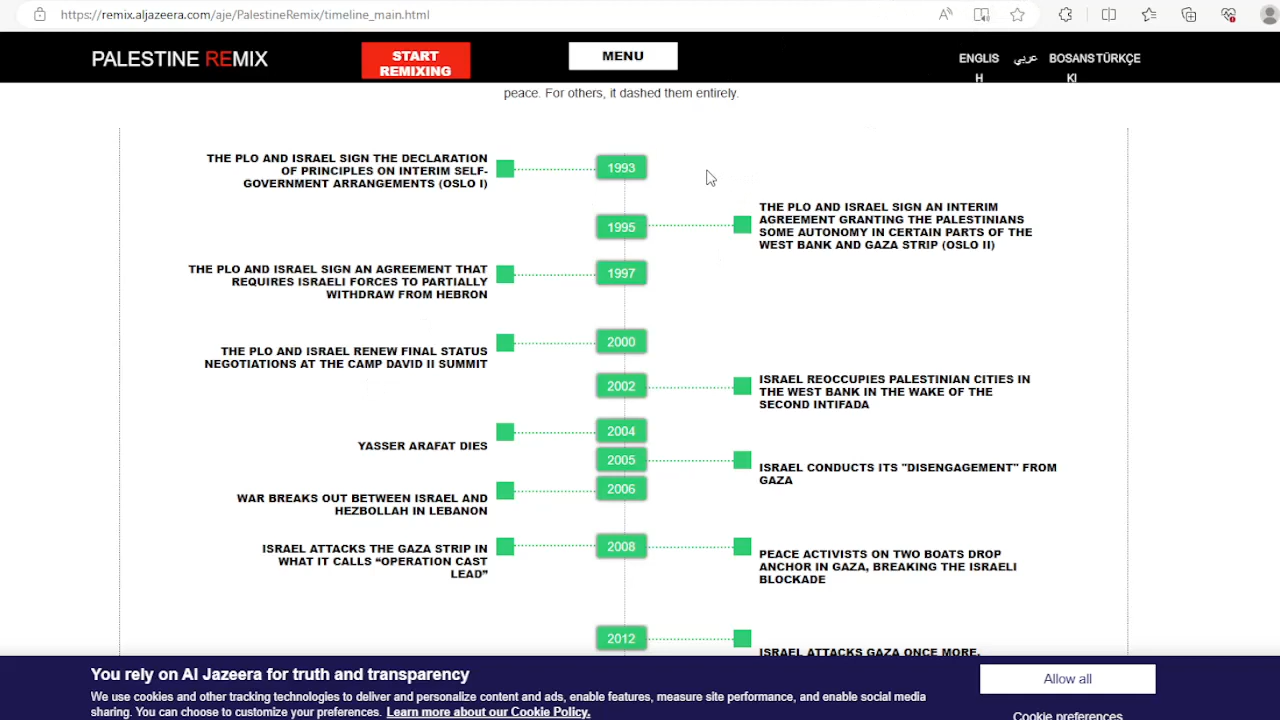 https://remix.aljazeera.com/aje/PalestineRemix/timeline_main.html
PALESTINE REMIX
START
REMIXING
MENU
ENGLIS
H
عربي
BOSANS
KI
TÜRKÇE
peace. For others, it dashed them entirely.
THE PLO AND ISRAEL SIGN THE DECLARATION
OF PRINCIPLES ON INTERIM SELF-
GOVERNMENT ARRANGEMENTS (OSLO I)
1993
1995
THE PLO AND ISRAEL SIGN AN INTERIM
AGREEMENT GRANTING THE PALESTINIANS
SOME AUTONOMY IN CERTAIN PARTS OF THE
WEST BANK AND GAZA STRIP (OSLO II)
THE PLO AND ISRAEL SIGN AN AGREEMENT THAT
REQUIRES ISRAELI FORCES TO PARTIALLY
WITHDRAW FROM HEBRON
1997
THE PLO AND ISRAEL RENEW FINAL STATUS
NEGOTIATIONS AT THE CAMP DAVID II SUMMIT
2000
2002
ISRAEL REOCCUPIES PALESTINIAN CITIES IN
THE WEST BANK IN THE WAKE OF THE
SECOND INTIFADA
YASSER ARAFAT DIES
2004
2005
ISRAEL CONDUCTS ITS "DISENGAGEMENT" FROM
GAZA
WAR BREAKS OUT BETWEEN ISRAEL AND
HEZBOLLAH IN LEBANON
2006
ISRAEL ATTACKS THE GAZA STRIP IN
WHAT IT CALLS “OPERATION CAST
LEAD”
2008
PEACE ACTIVISTS ON TWO BOATS DROP
ANCHOR IN GAZA, BREAKING THE ISRAELI
BLOCKADE
2012
ISRAEL ATTACKS GAZA ONCE MORE,
You rely on Al Jazeera for truth and transparency
We use cookies and other tracking technologies to deliver and personalize content and ads, enable features, measure site performance, and enable social media
sharing. You can choose to customize your preferences. Learn more about our Cookie Policy.
Allow all
Cookie preferences